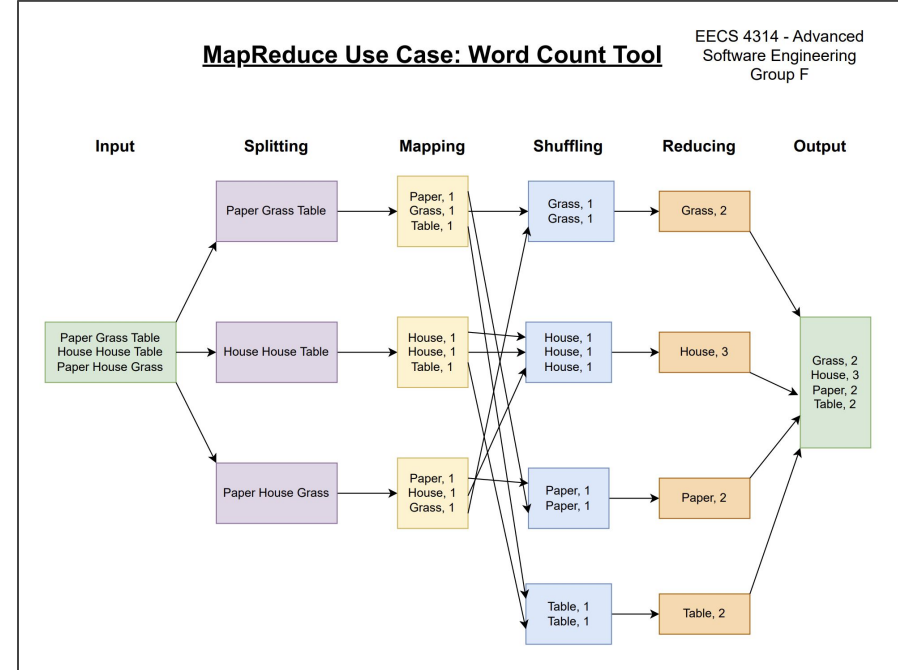 MapReduce Use Case: Word Count Tool
EECS 4314 - Advanced
Software Engineering
Group F
Input
Splitting
Mapping
Shuffling
Reducing
Output
Paper Grass Table
House House Table
Paper House Grass
Paper Grass Table
House House Table
Paper House Grass
Paper, 1
Grass, 1
Table, 1
House, 1
House, 1
Table, 1
Paper, 1
House, 1
Grass, 1
Grass, 1
Grass, 1
House, 1
House, 1
House, 1
Paper, 1
Paper, 1
Table, 1
Table, 1
Grass, 2
House, 3
Paper, 2
Table, 2
Grass, 2
House, 3
Paper, 2
Table, 2